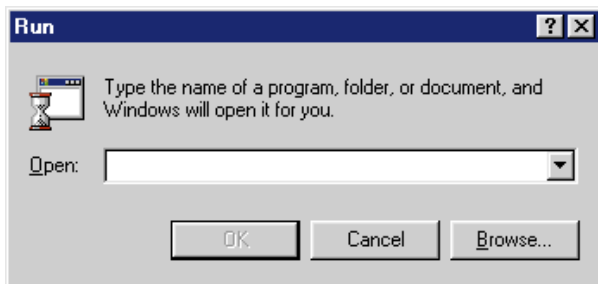 Run
Type the name of a program, folder, or document, and
Windows will open it for you.
Open:
OK Cancel Browse...